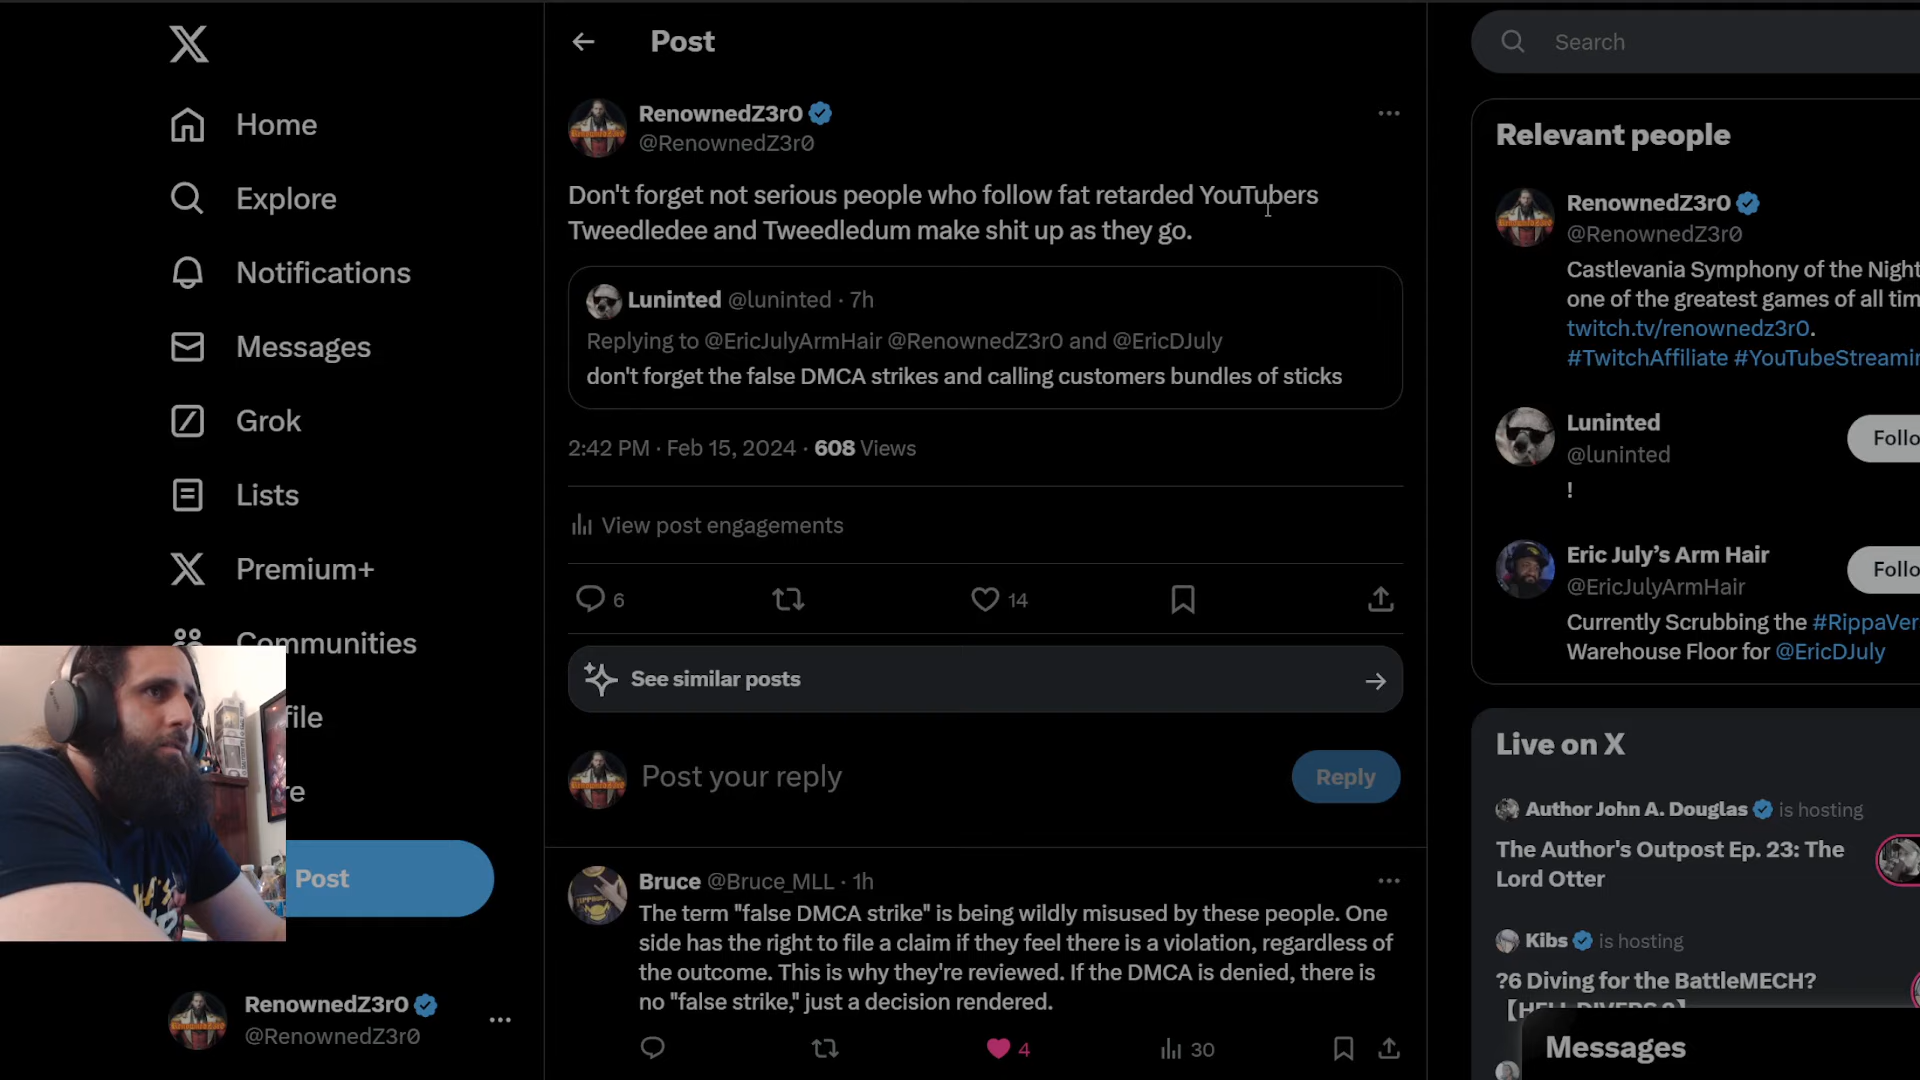 Home
Explore
Notifications
Messages
Grok
Lists
Premium+
Communities
file
re
Post
RenownedZ3r0
@RenownedZ3r0
Post
RenownedZ3r0
@RenownedZ3r0
Don't forget not serious people who follow fat retarded YouTubers
Tweedledee and Tweedledum make shit up as they go.
Luninted @luninted · 7h
Replying to @EricJulyArmHair @RenownedZ3r0 and @EricDJuly
don't forget the false DMCA strikes and calling customers bundles of sticks
2:42 PM · Feb 15, 2024 · 608 Views
View post engagements
6
14
See similar posts
Post your reply
Reply
Bruce @Bruce_MLL · 1h
The term "false DMCA strike" is being wildly misused by these people. One
side has the right to file a claim if they feel there is a violation, regardless of
the outcome. This is why they're reviewed. If the DMCA is denied, there is
no "false strike," just a decision rendered.
4
30
Search
Relevant people
RenownedZ3r0
@RenownedZ3r0
Castlevania Symphony of the Night
one of the greatest games of all tim
twitch.tv/renownedz3r0.
#TwitchAffiliate #YouTubeStreamin
Luninted
@luninted
Follo
!
Eric July’s Arm Hair
@EricJulyArmHair
Follo
Currently Scrubbing the #RippaVer
Warehouse Floor for @EricDJuly
Live on X
Author John A. Douglas is hosting
The Author's Outpost Ep. 23: The
Lord Otter
Kibs is hosting
?6 Diving for the BattleMECH?
Messages